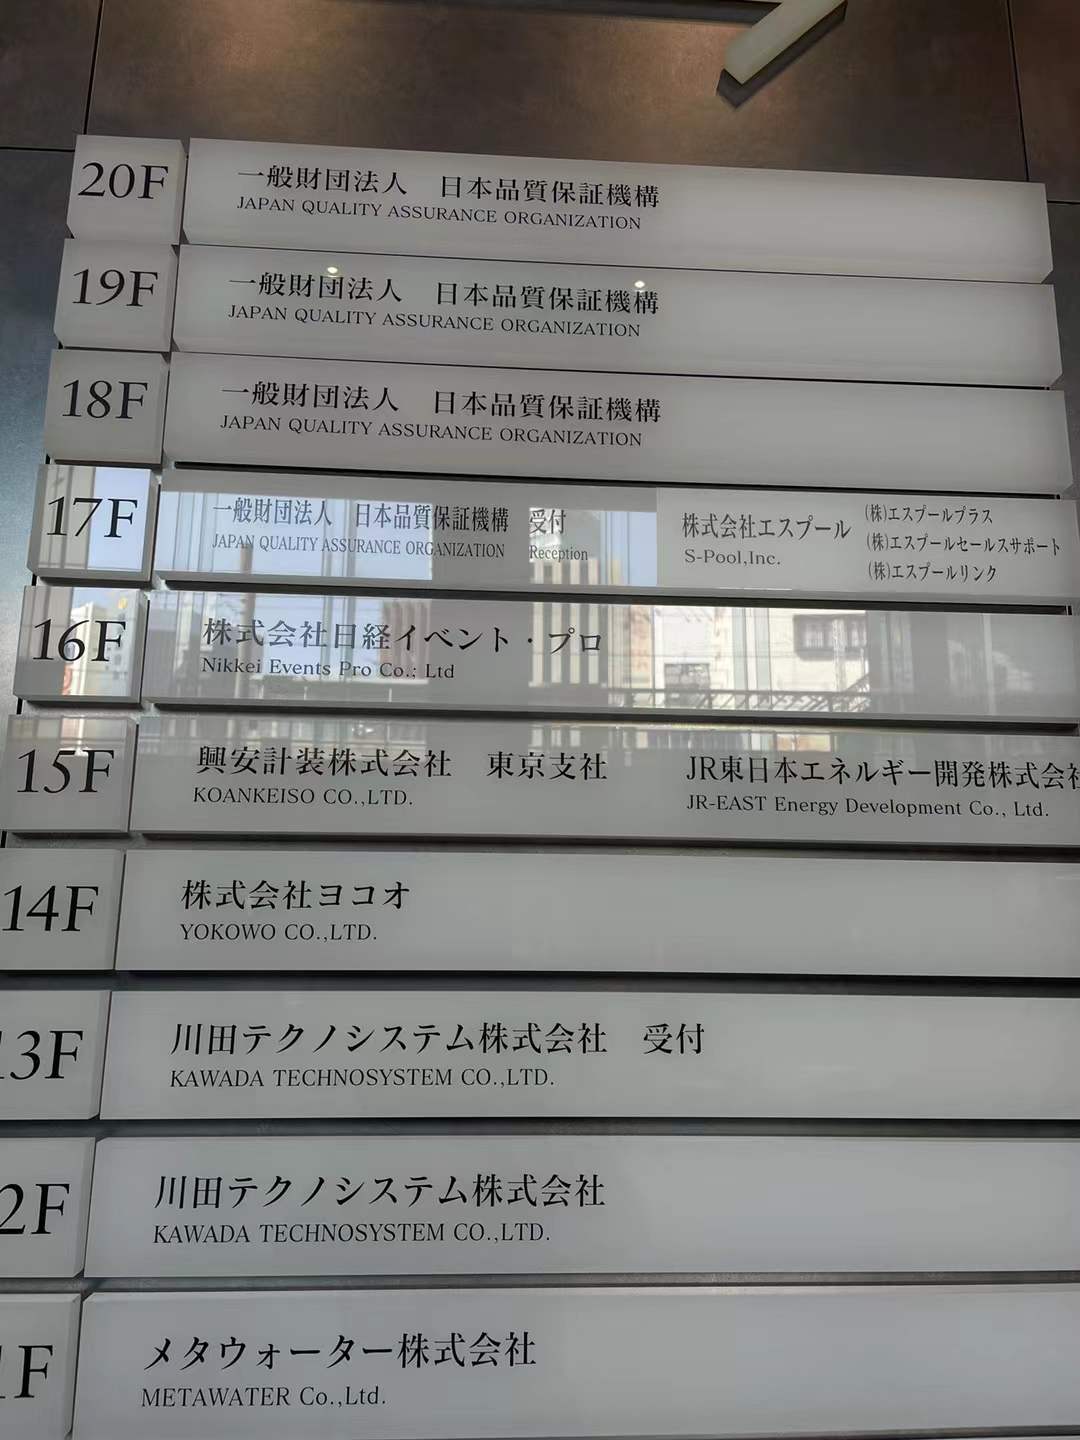 20F
一般財団法人　日本品質保証機構
JAPAN QUALITY ASSURANCE ORGANIZATION
19F
一般財団法人　日本品質保証機構
JAPAN QUALITY ASSURANCE ORGANIZATION
18F
一般財団法人　日本品質保証機構
JAPAN QUALITY ASSURANCE ORGANIZATION
17F
一般財団法人　日本品質保証機構　受付
JAPAN QUALITY ASSURANCE ORGANIZATION Reception
株式会社エスプール
S-Pool,Inc.
(株)エスプールプラス
(株)エスプールセールスサポート
(株)エスプールリンク
16F
株式会社日経イベント・プロ
Nikkei Events Pro Co.; Ltd
15F
興安計装株式会社　東京支社
KOANKEISO CO.,LTD.
JR東日本エネルギー開発株式会社
JR-EAST Energy Development Co., Ltd.
14F
株式会社ヨコオ
YOKOWO CO.,LTD.
13F
川田テクノシステム株式会社　受付
KAWADA TECHNOSYSTEM CO.,LTD.
2F
川田テクノシステム株式会社
KAWADA TECHNOSYSTEM CO.,LTD.
1F
メタウォーター株式会社
METAWATER Co.,Ltd.